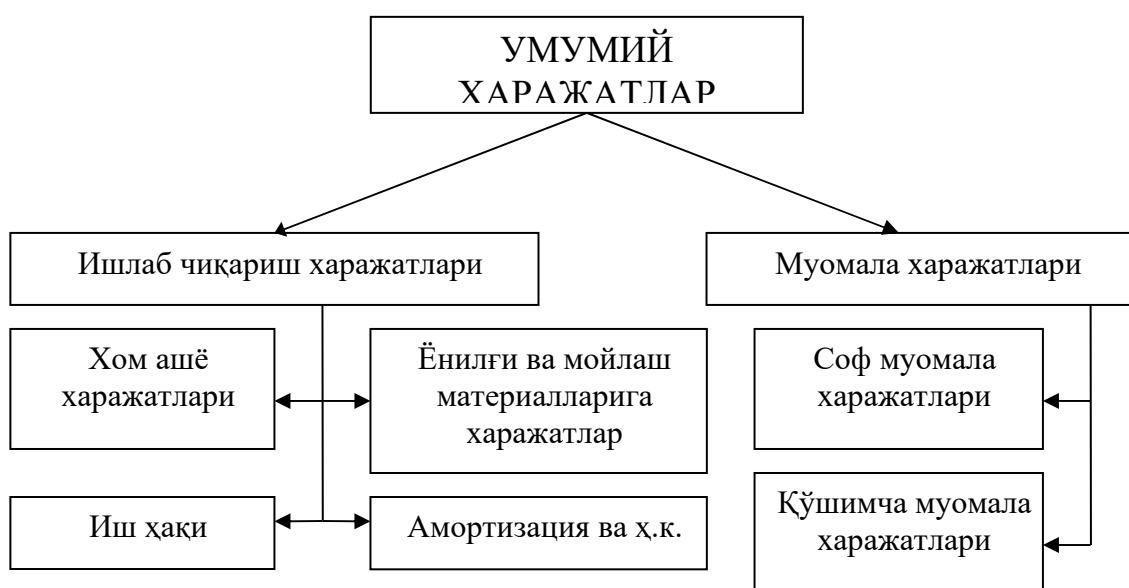 УМУМИЙ
ХАРАЖАТЛАР
Ишлаб чиқариш харажатлари
Муомала харажатлари
Хом ашё
харажатлари
Ёнилғи ва мойлаш
материалларига
харажатлар
Соф муомала
харажатлари
Иш ҳақи
Амортизация ва ҳ.к.
Қўшимча муомала
харажатлари